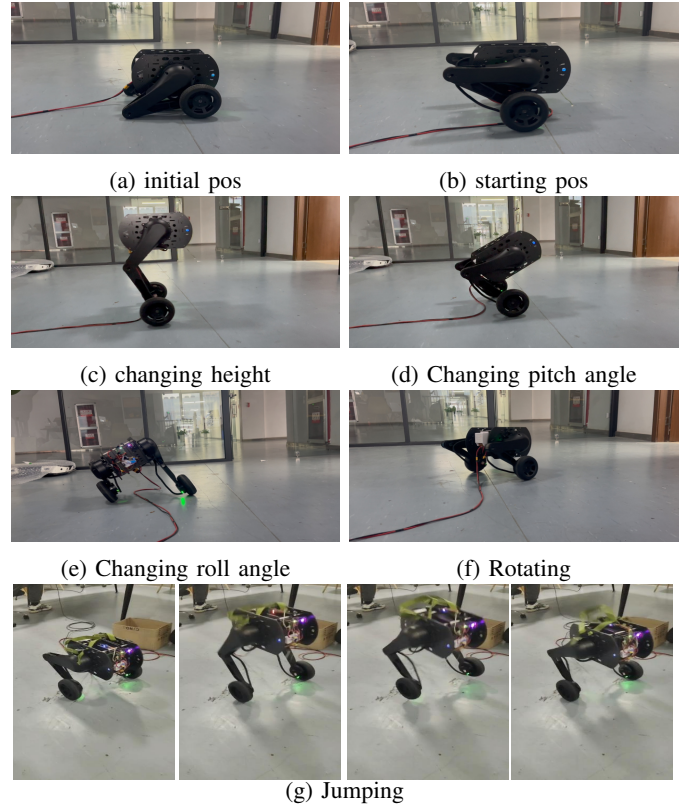 (a) initial pos
(b) starting pos
(c) changing height
(d) Changing pitch angle
(e) Changing roll angle
(f) Rotating
(g) Jumping